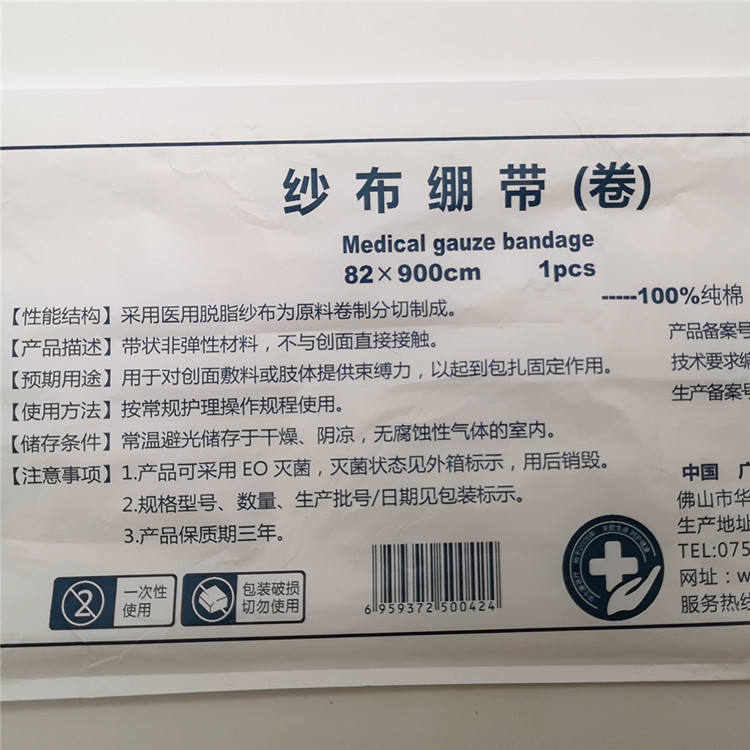 纱布绷带(卷)
Medical gauze bandage
82×900cm 1pcs
-----100%纯棉
【性能结构】采用医用脱脂纱布为原料卷制分切制成。
【产品描述】带状非弹性材料，不与创面直接接触。
【预期用途】用于对创面敷料或肢体提供束缚力，以起到包扎固定作用。
【使用方法】按常规护理操作规程使用。
【储存条件】常温避光储存于干燥、阴凉，无腐蚀性气体的室内。
【注意事项】1.产品可采用EO灭菌，灭菌状态见外箱标示，用后销毁。
2.规格型号、数量、生产批号/日期见包装标示。
3.产品保质期三年。
产品备案号
技术要求编
生产备案号
中国 广
佛山市华
生产地址
TEL:075
网址：w
服务热线
2
一次性
使用
包装破损
切勿使用
6 959372 500424